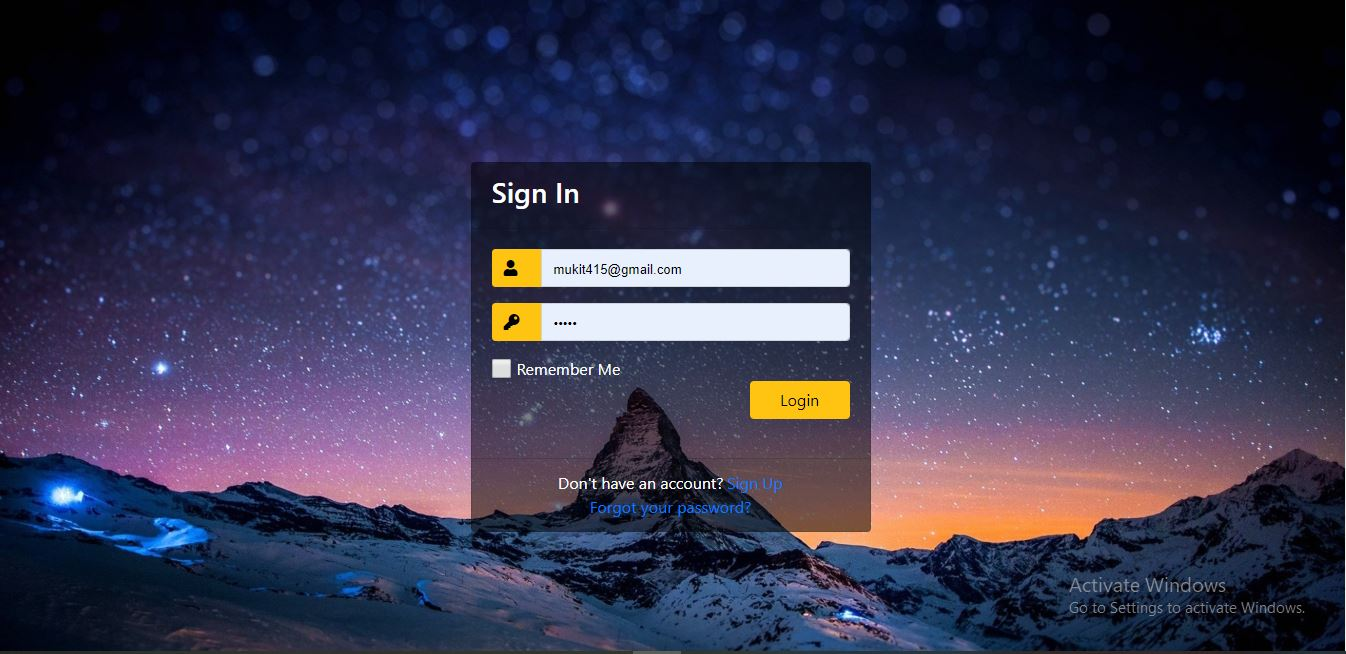 Sign In
mukit415@gmail.com
•••••
Remember Me
Login
Don't have an account? Sign Up
Forgot your password?
Activate Windows
Go to Settings to activate Windows.